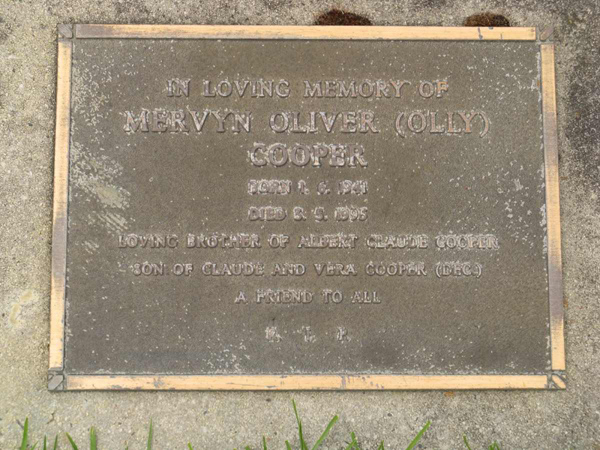 IN LOVING MEMORY OF
MERVYN OLIVER (OLLY)
COOPER
BORN
DIED
LOVING BROTHER OF ALBERT CLAUDE COOPER
SON OF CLAUDE AND VERA COOPER (DEC.)
A FRIEND TO ALL